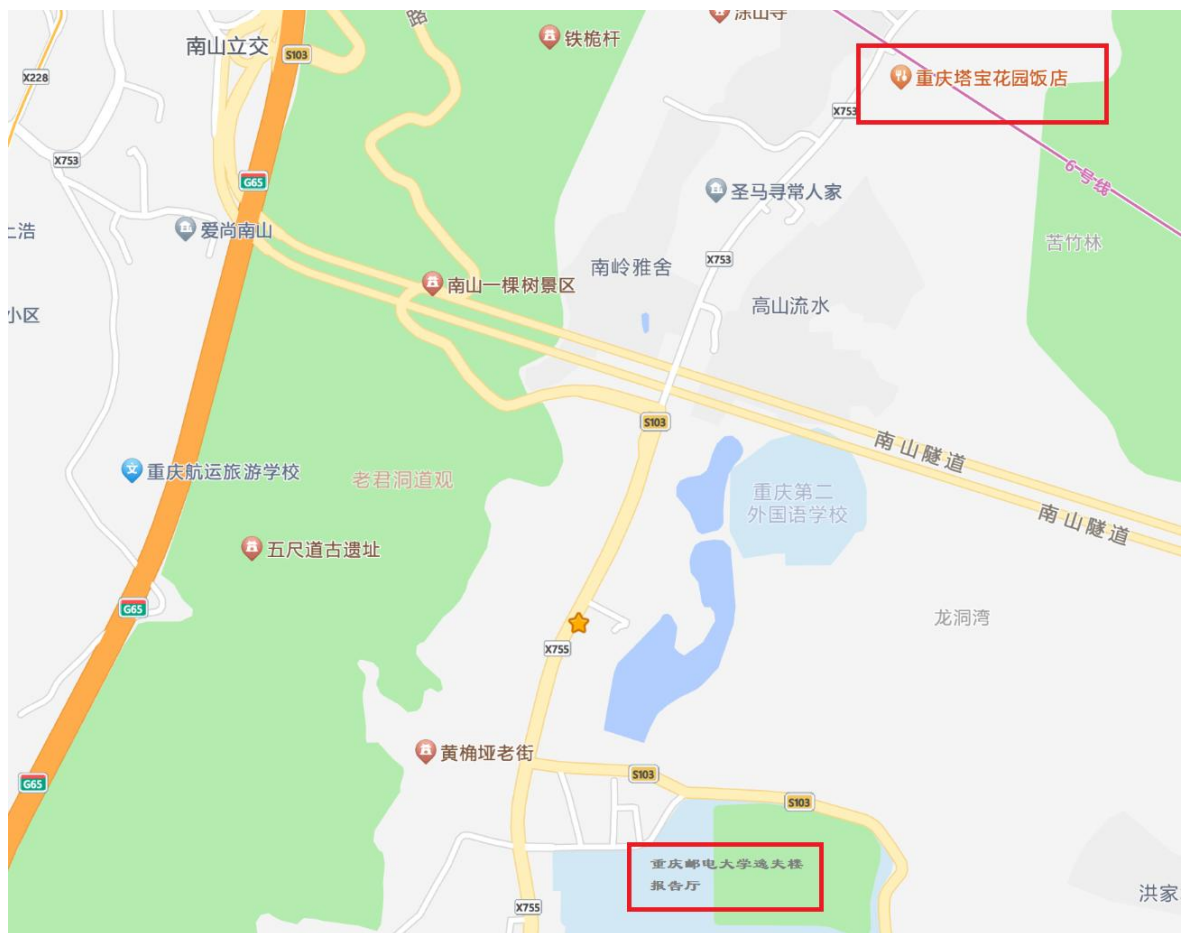 路
涂山寺
铁桅杆
南山立交
S103
X228
重庆塔宝花园饭店
X753
X753
G65
6号线
圣马寻常人家
上浩
爱尚南山
苦竹林
南岭雅舍
X753
南山一棵树景区
高山流水
小区
S103
南山隧道
重庆航运旅游学校
老君洞道观
重庆第二
外国语学校
南山隧道
五尺道古遗址
G65
龙洞湾
X755
黄桷垭老街
S103
G65
S103
重庆邮电大学逸夫楼
报告厅
洪家
X755